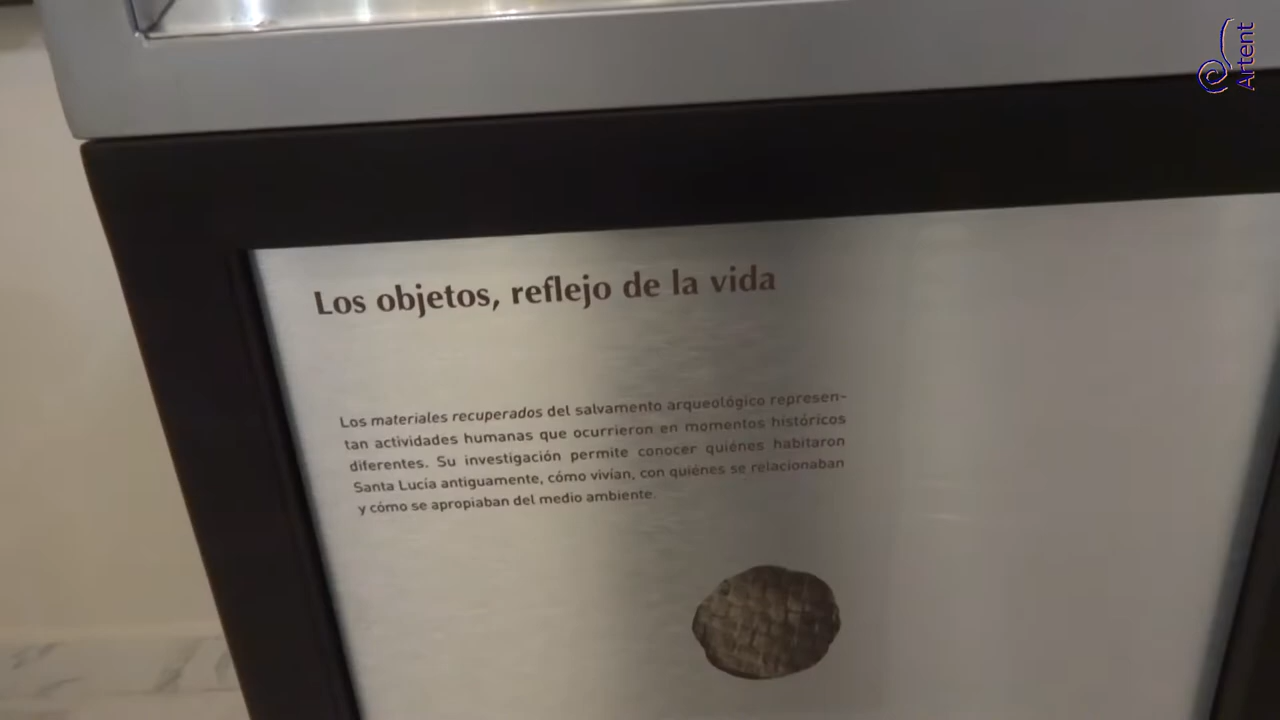 Artent
Los objetos, reflejo de la vida
Los materiales recuperados del salvamento arqueológico represen-
tan actividades humanas que ocurrieron en momentos históricos
diferentes. Su investigación permite conocer quiénes habitaron
Santa Lucía antiguamente, cómo vivían, con quiénes se relacionaban
y cómo se apropiaban del medio ambiente.